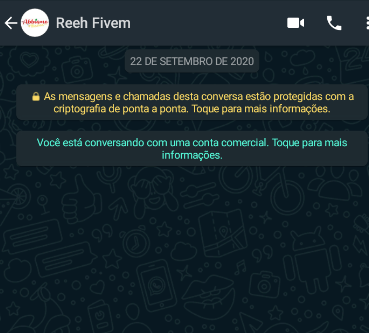 Reeh Fivem
22 DE SETEMBRO DE 2020
As mensagens e chamadas desta conversa estão protegidas com a
criptografia de ponta a ponta. Toque para mais informações.
Você está conversando com uma conta comercial. Toque para mais
informações.